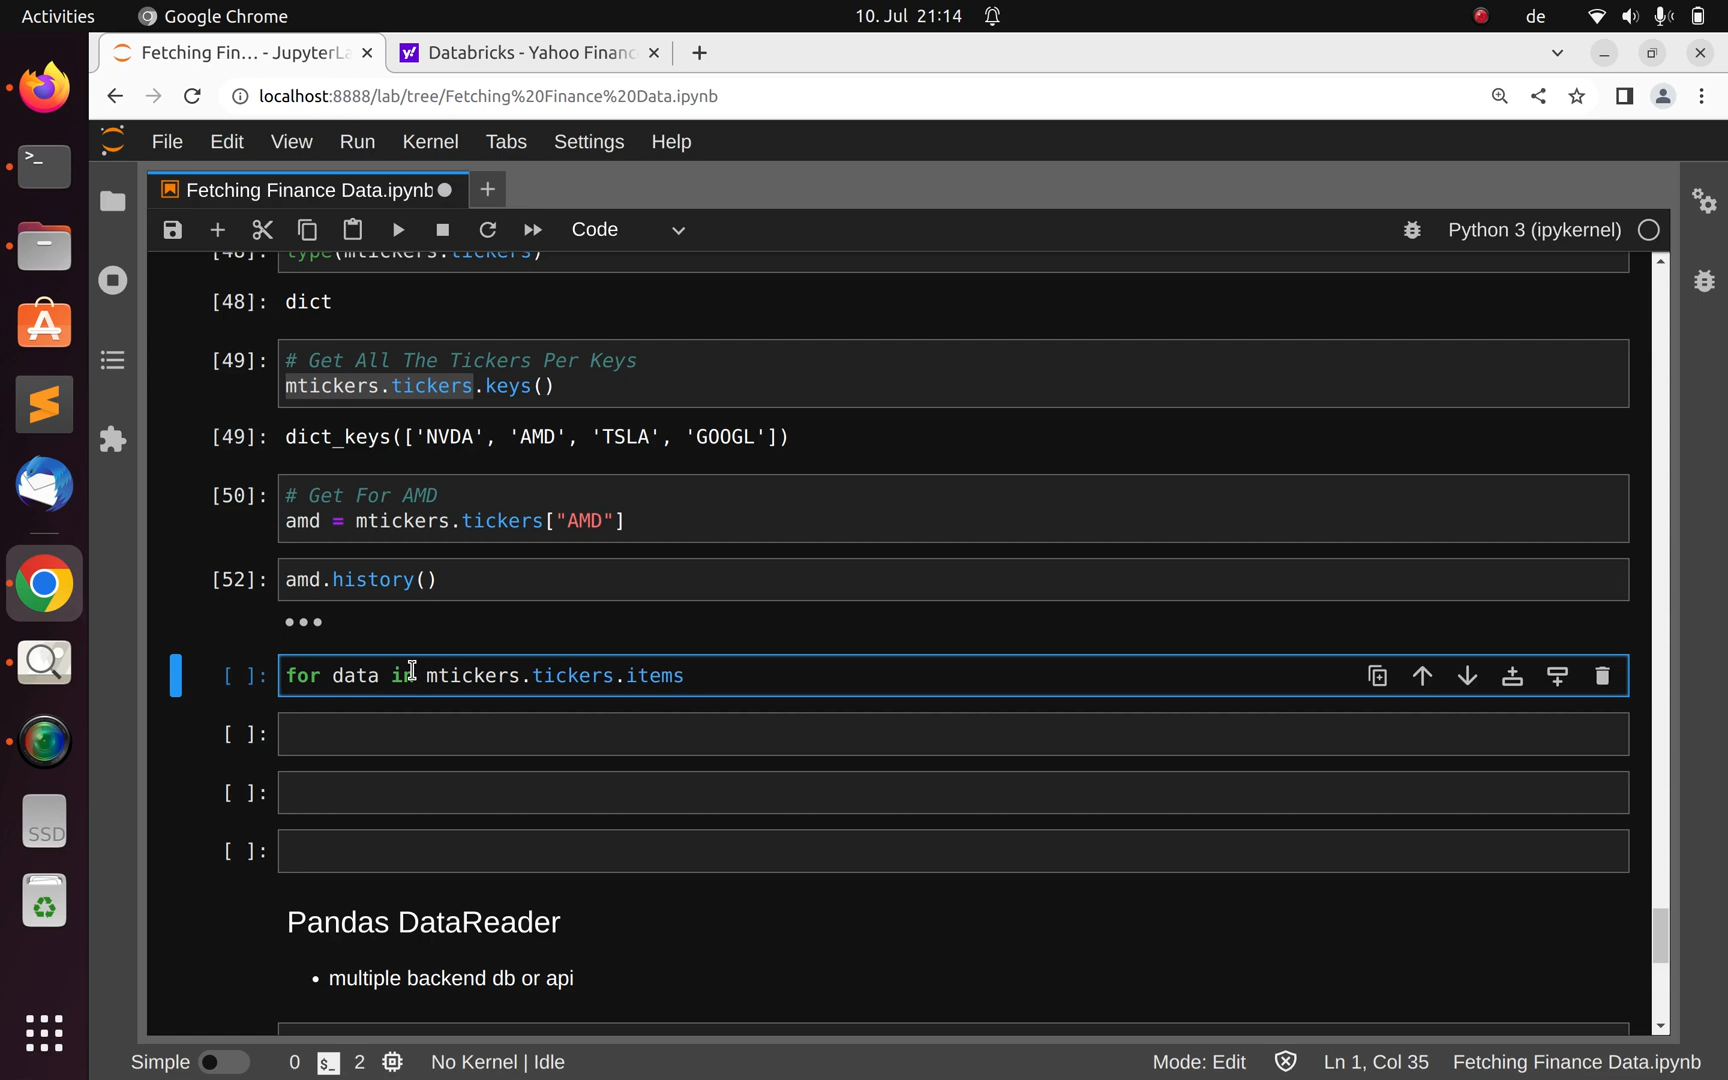 Activities
Google Chrome
10. Jul 21:14
de
Fetching Fin… - JupyterLa
Databricks - Yahoo Financ
localhost:8888/lab/tree/Fetching%20Finance%20Data.ipynb
File Edit View Run Kernel Tabs Settings Help
Fetching Finance Data.ipynb
Code
Python 3 (ipykernel)
[48]: type(mtickers.tickers)
[48]: dict
[49]: # Get All The Tickers Per Keys
mtickers.tickers.keys()
[49]: dict_keys(['NVDA', 'AMD', 'TSLA', 'GOOGL'])
[50]: # Get For AMD
amd = mtickers.tickers["AMD"]
[52]: amd.history()
[ ]: for data in mtickers.tickers.items
[ ]:
[ ]:
[ ]:
Pandas DataReader
• multiple backend db or api
SSD
Simple 0 $_ 2 No Kernel | Idle Mode: Edit Ln 1, Col 35 Fetching Finance Data.ipynb